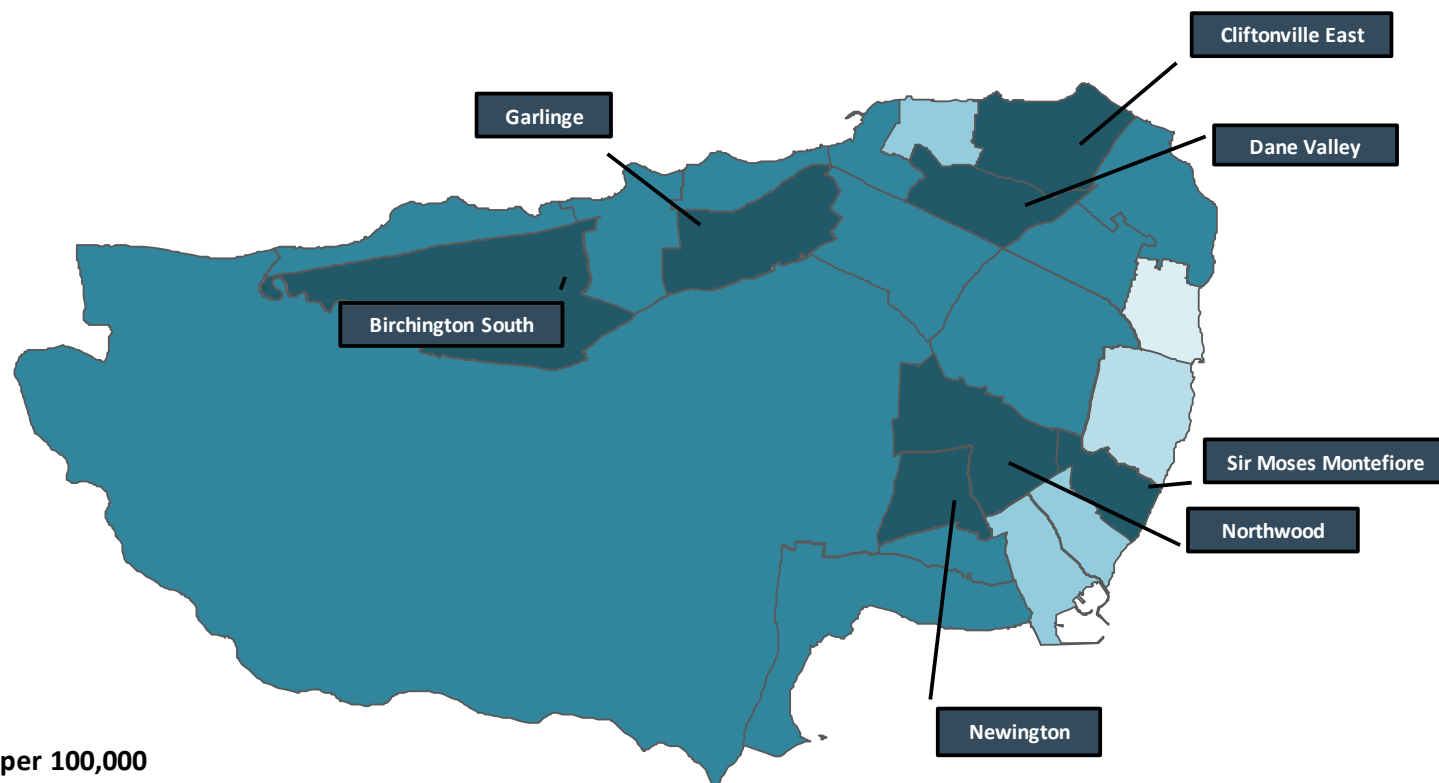 Cliftonville East
Garlinge
Dane Valley
Birchington South
Sir Moses Montefiore
Northwood
Newington
per 100,000